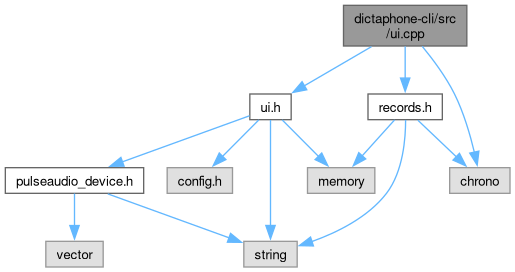 dictaphone-cli/src
/ui.cpp
ui.h
records.h
pulseaudio_device.h
config.h
memory
chrono
vector
string